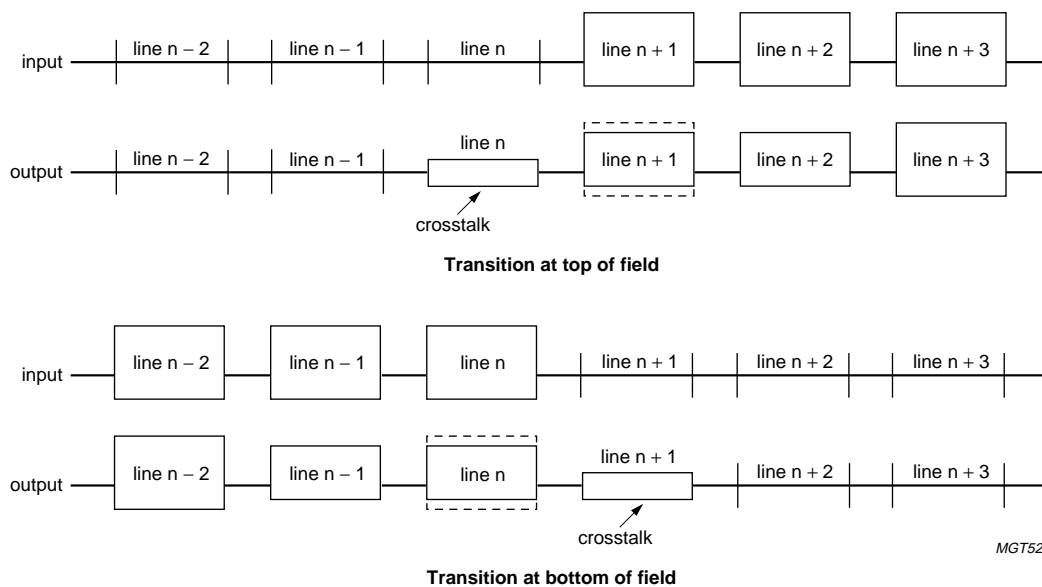 input line n − 2 line n − 1 line n line n + 1 line n + 2 line n + 3
output line n − 2 line n − 1 line n line n + 1 line n + 2 line n + 3
crosstalk
Transition at top of field
input line n − 2 line n − 1 line n line n + 1 line n + 2 line n + 3
output line n − 2 line n − 1 line n line n + 1 line n + 2 line n + 3
crosstalk
MGT52
Transition at bottom of field